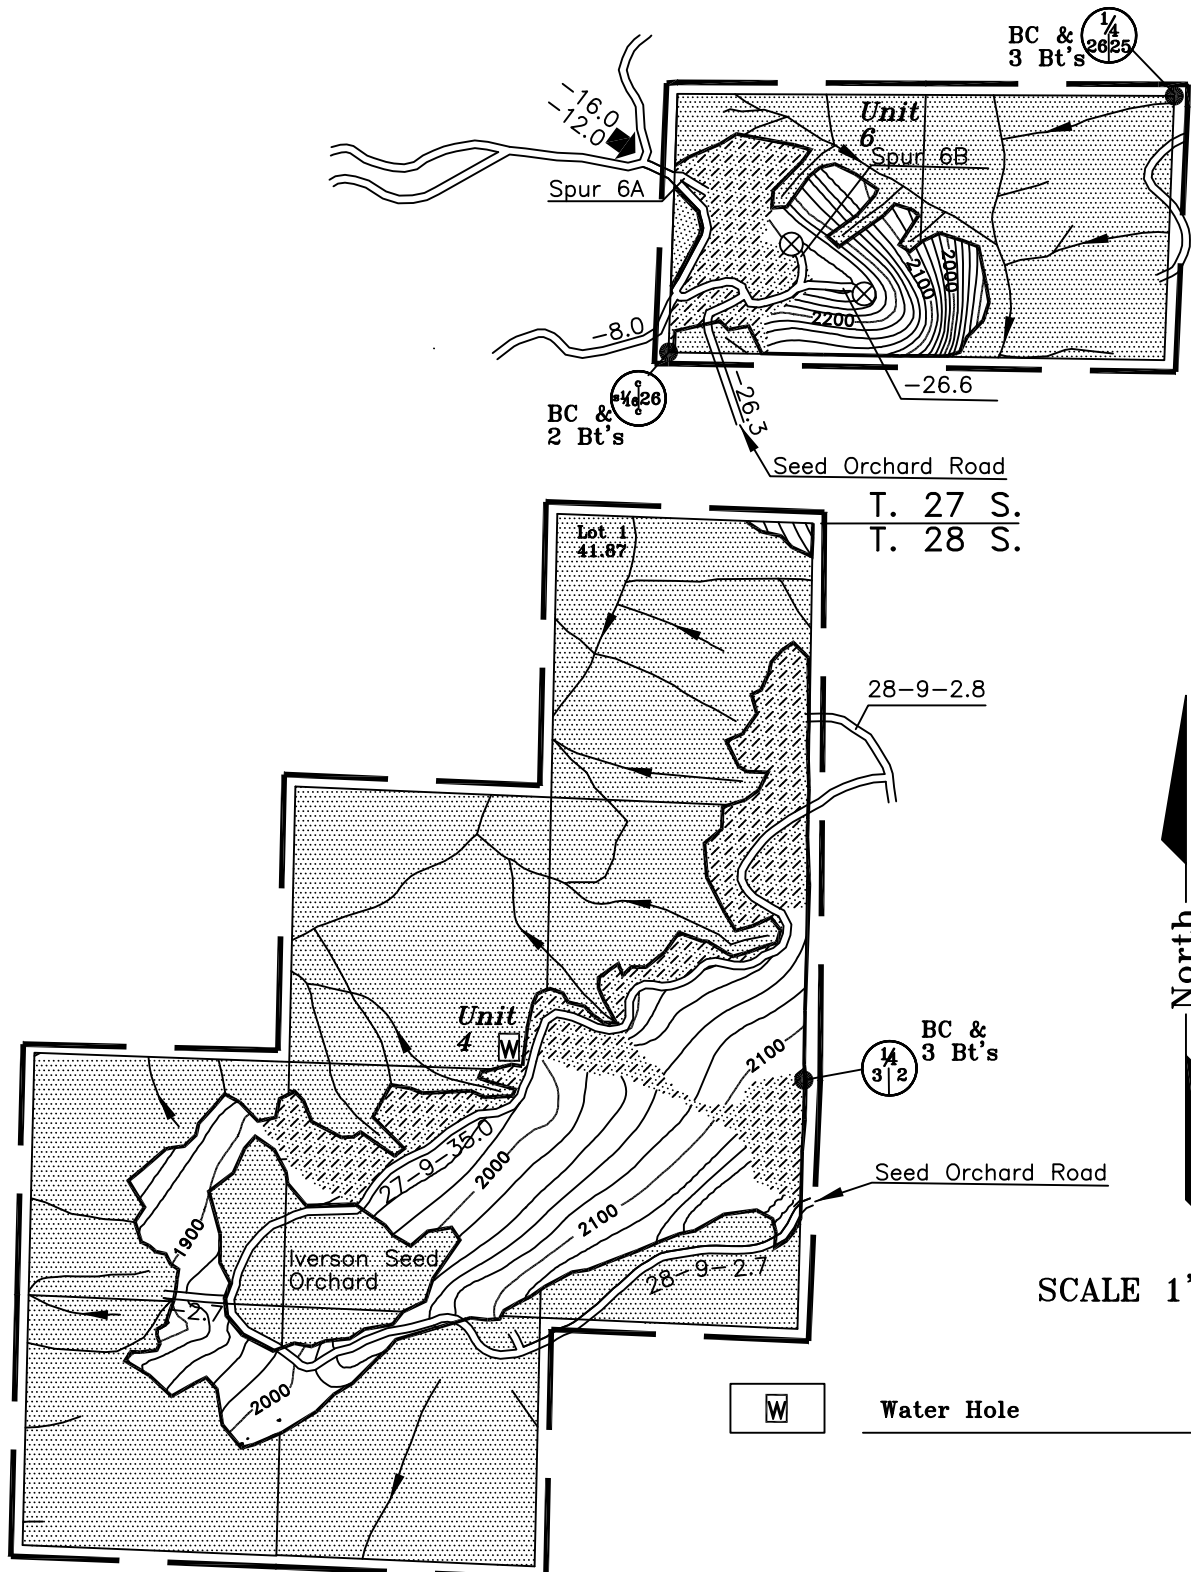 BC &
3 Bt's
1/4
26 25
-16.0
-12.0
Unit
6
Spur 6B
Spur 6A
2100
2000
2200
-8.0
-26.6
BC &
2 Bt's
C
S 1/16 26
C
C
-26.3
Seed Orchard Road
T. 27 S.
T. 28 S.
Lot 1
41.87
28-9-2.8
North
Unit
4
W
BC &
3 Bt's
1/4
3 2
2100
27-9-35.0
2000
Seed Orchard Road
2100
1900
Iverson Seed
Orchard
28-9-2.7
-2.7
SCALE 1"
2000
W
Water Hole